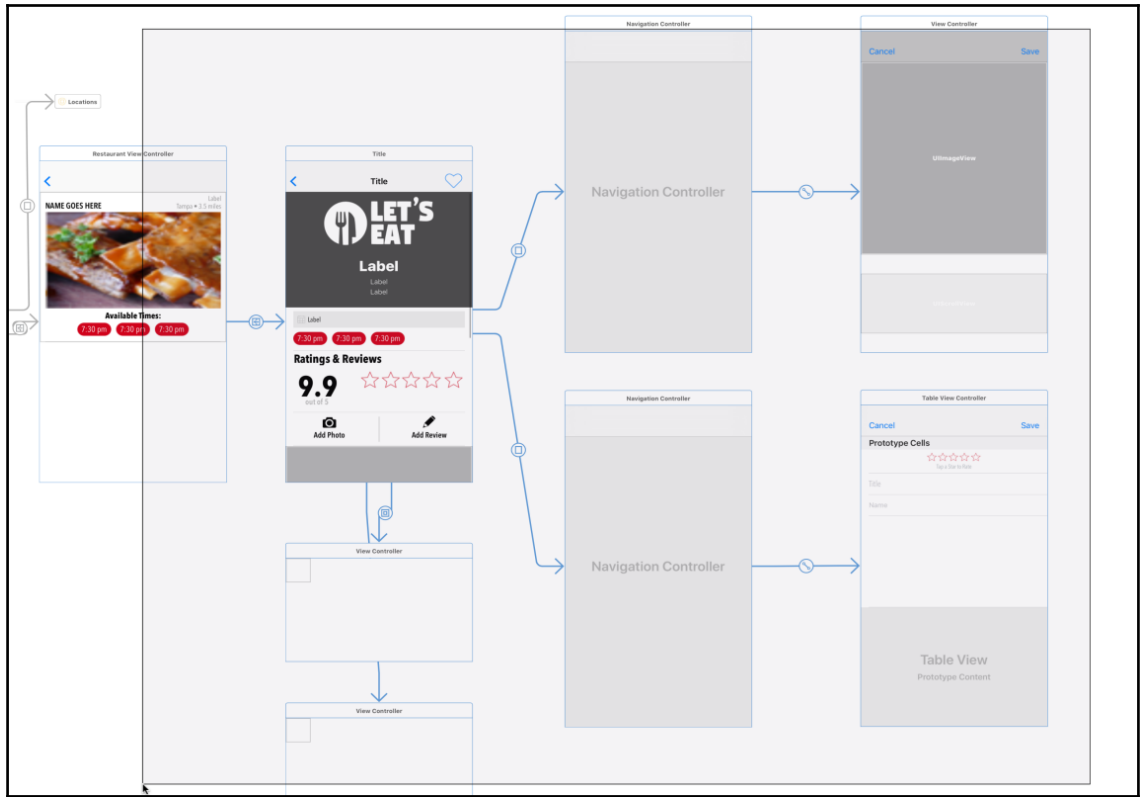 Locations
Restaurant View Controller
NAME GOES HERE
Label
Tampa • 3.5 miles
Available Times:
7:30 pm 7:30 pm 7:30 pm
Title
Title
LET'S
EAT
Label
Label
Label
Label
7:30 pm 7:30 pm 7:30 pm
Ratings & Reviews
9.9
out of 5
Add Photo Add Review
View Controller
View Controller
Navigation Controller
Navigation Controller
View Controller
Cancel Save
UIImageView
Navigation Controller
Navigation Controller
Table View Controller
Cancel Save
Prototype Cells
Tap a Star to Rate
Title
Name
Table View
Prototype Content